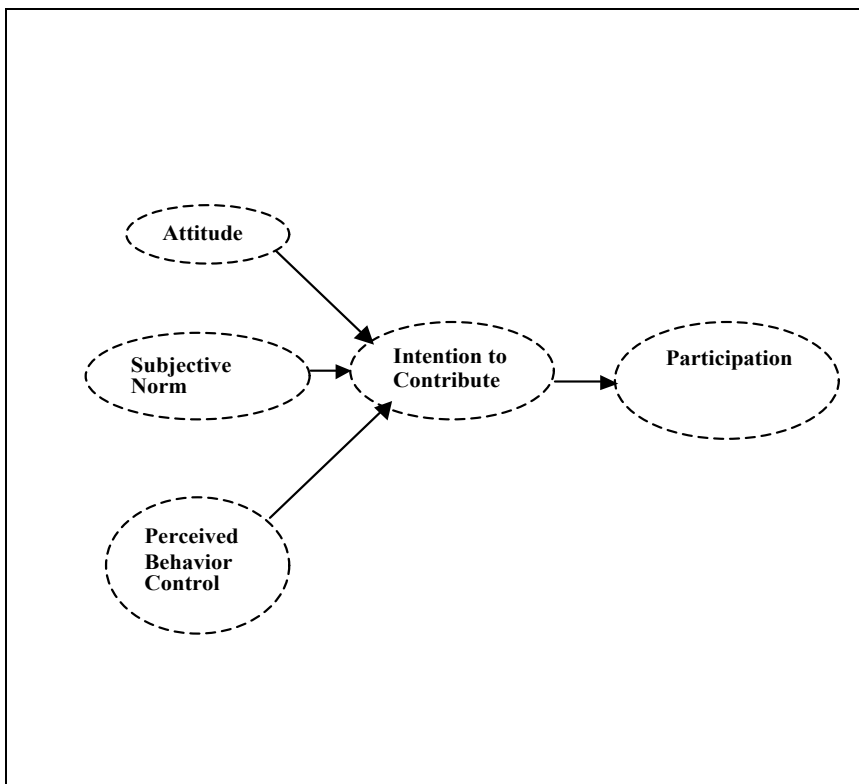 Attitude
Subjective
Norm
Perceived
Behavior
Control
Intention to
Contribute
Participation